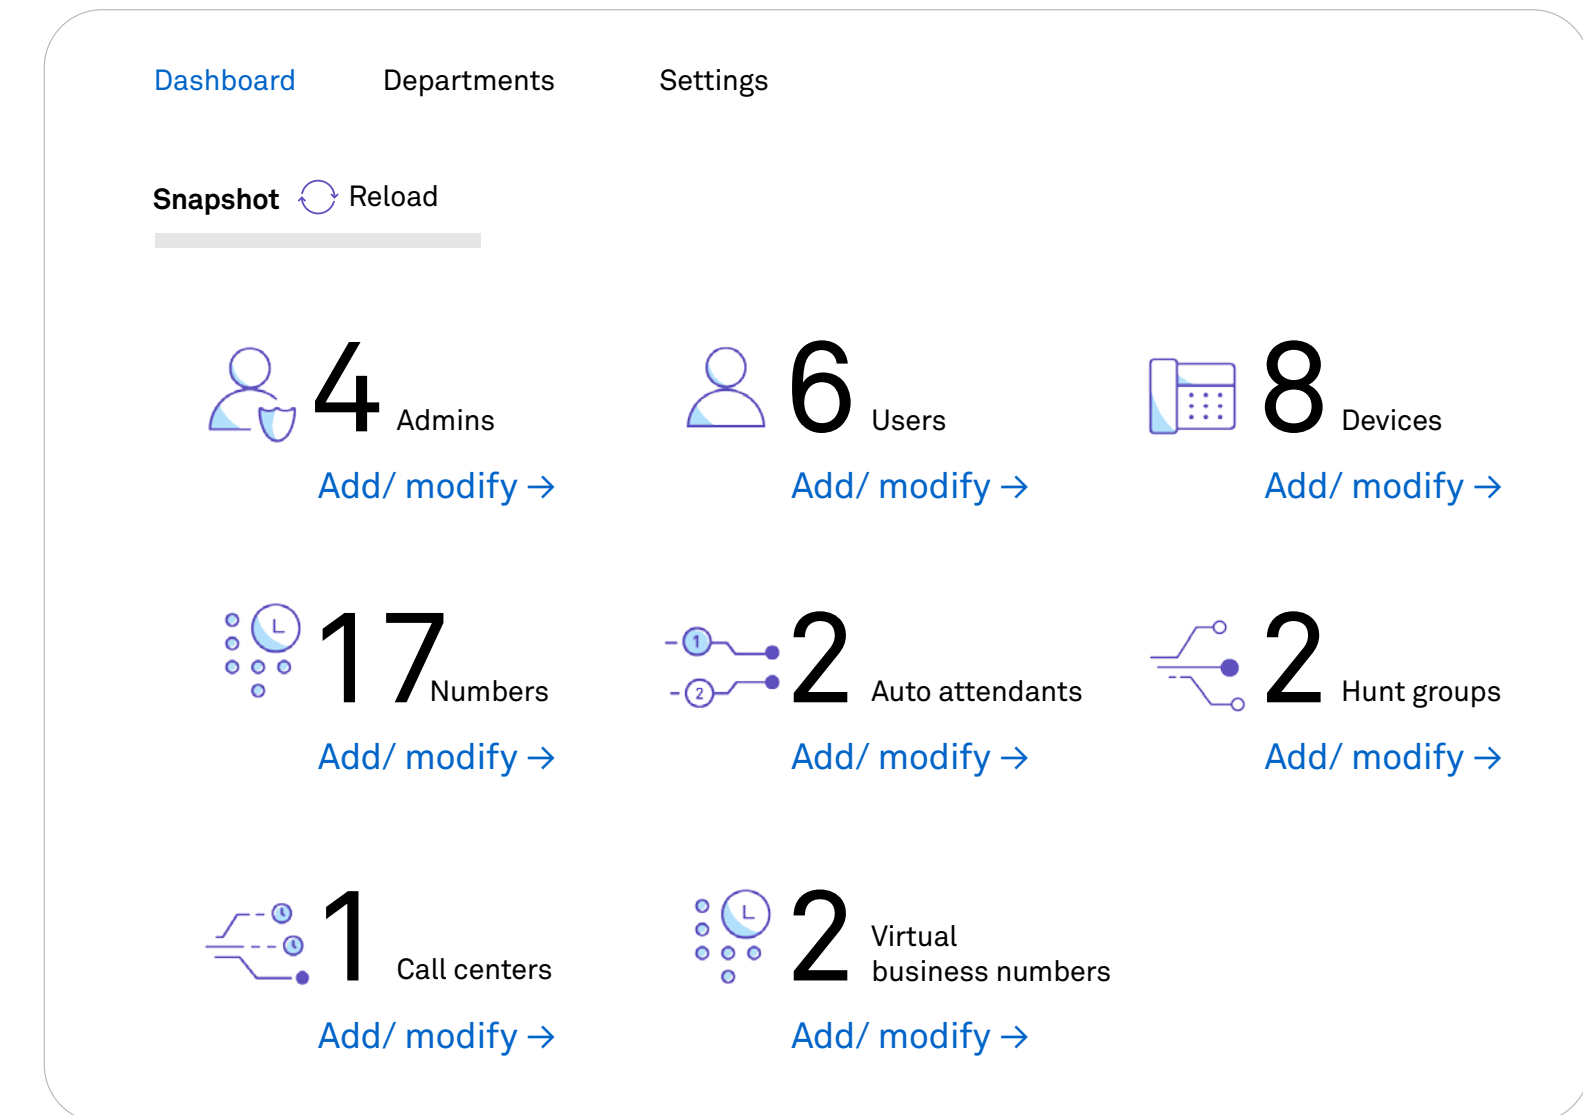 Dashboard Departments Settings
Snapshot Reload
4 Admins 6 Users 8 Devices
Add/ modify → Add/ modify → Add/ modify →
17 Numbers 1 2 2 Auto attendants 2 Hunt groups
Add/ modify → Add/ modify → Add/ modify →
1 Call centers 2 Virtual
business numbers
Add/ modify → Add/ modify →